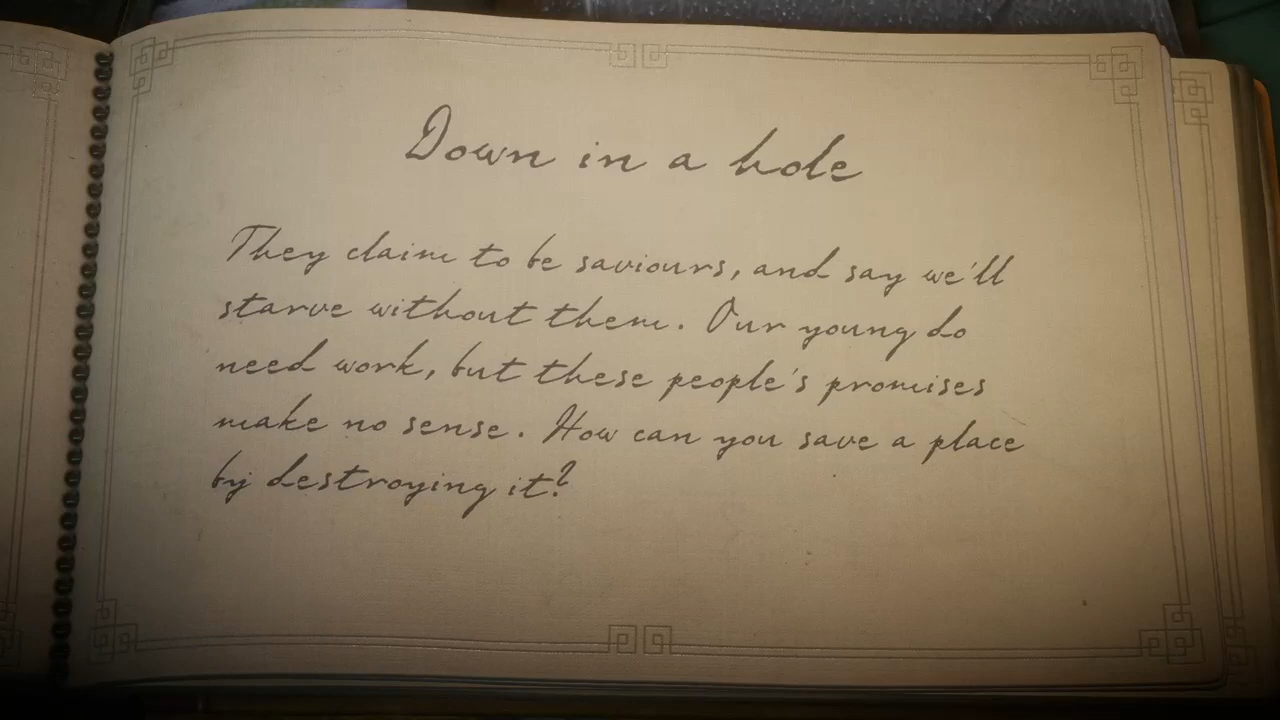 Down in a hole
They claim to be saviours, and say we'll
starve without them. Our young do
need work, but these people's promises
make no sense. How can you save a place
by destroying it?